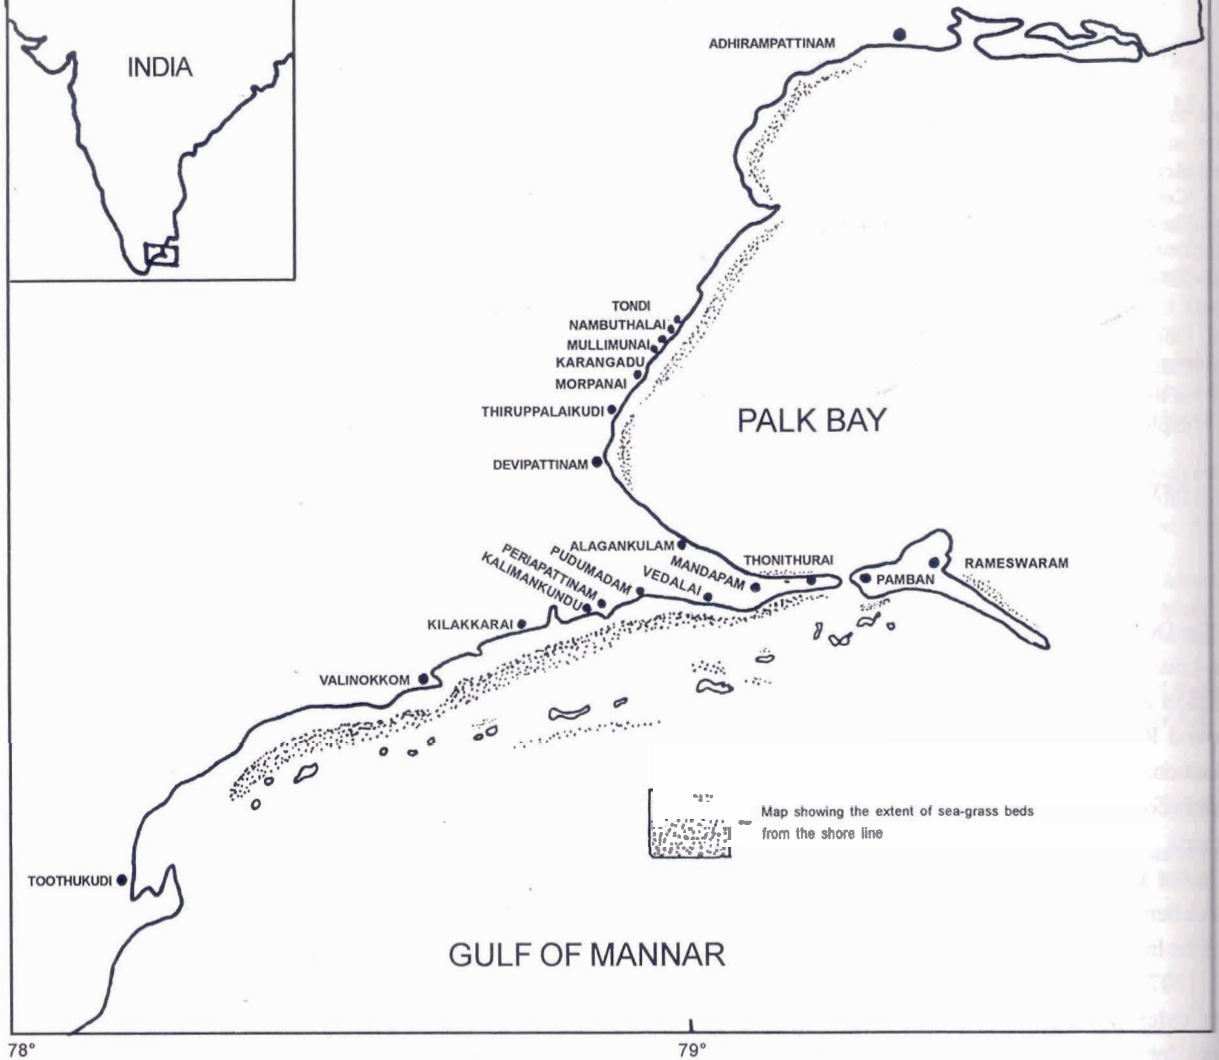 INDIA
ADHIRAMPATTINAM
TONDI
NAMBUTHALAI
MULLIMUNAI
KARANGADU
MORPANAI
THIRUPPALAIKUDI
PALK BAY
DEVIPATTINAM
ALAGANKULAM
THONITHURAI
RAMESWARAM
PUDUMADAM
MANDAPAM
PERIAPATTINAM
VEDALAI
PAMBAN
KALIMANKUNDU
KILAKKARAI
VALINOKKOM
Map showing the extent of sea-grass beds
from the shore line
TOOTHUKUDI
GULF OF MANNAR
78°
79°